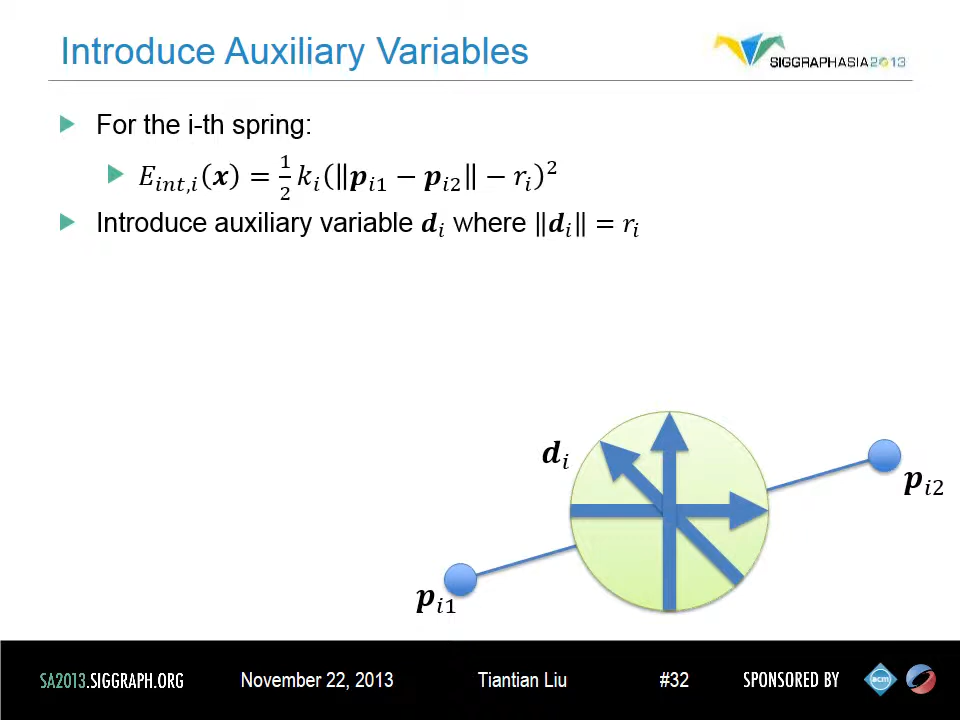 Introduce Auxiliary Variables
SIGGRAPHASIA2013
For the i-th spring:
E_{int,i}(x) = \frac{1}{2} k_i(‖p_{i1} − p_{i2}‖ − r_i)^2
Introduce auxiliary variable d_i where ‖d_i‖ = r_i
d_i
p_{i2}
p_{i1}
SA2013.SIGGRAPH.ORG
November 22, 2013
Tiantian Liu
#32
SPONSORED BY
acm